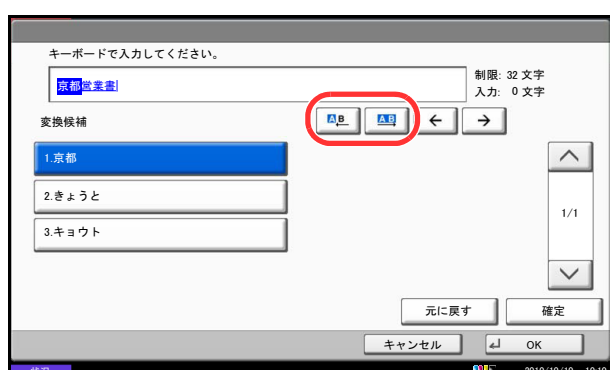 キーボードで入力してください。
京都営業書
制限: 32 文字
入力: 0 文字
変換候補
AB AB ← →
1.京都
2.きょうと
1/1
3.キョウト
元に戻す 確定
キャンセル OK